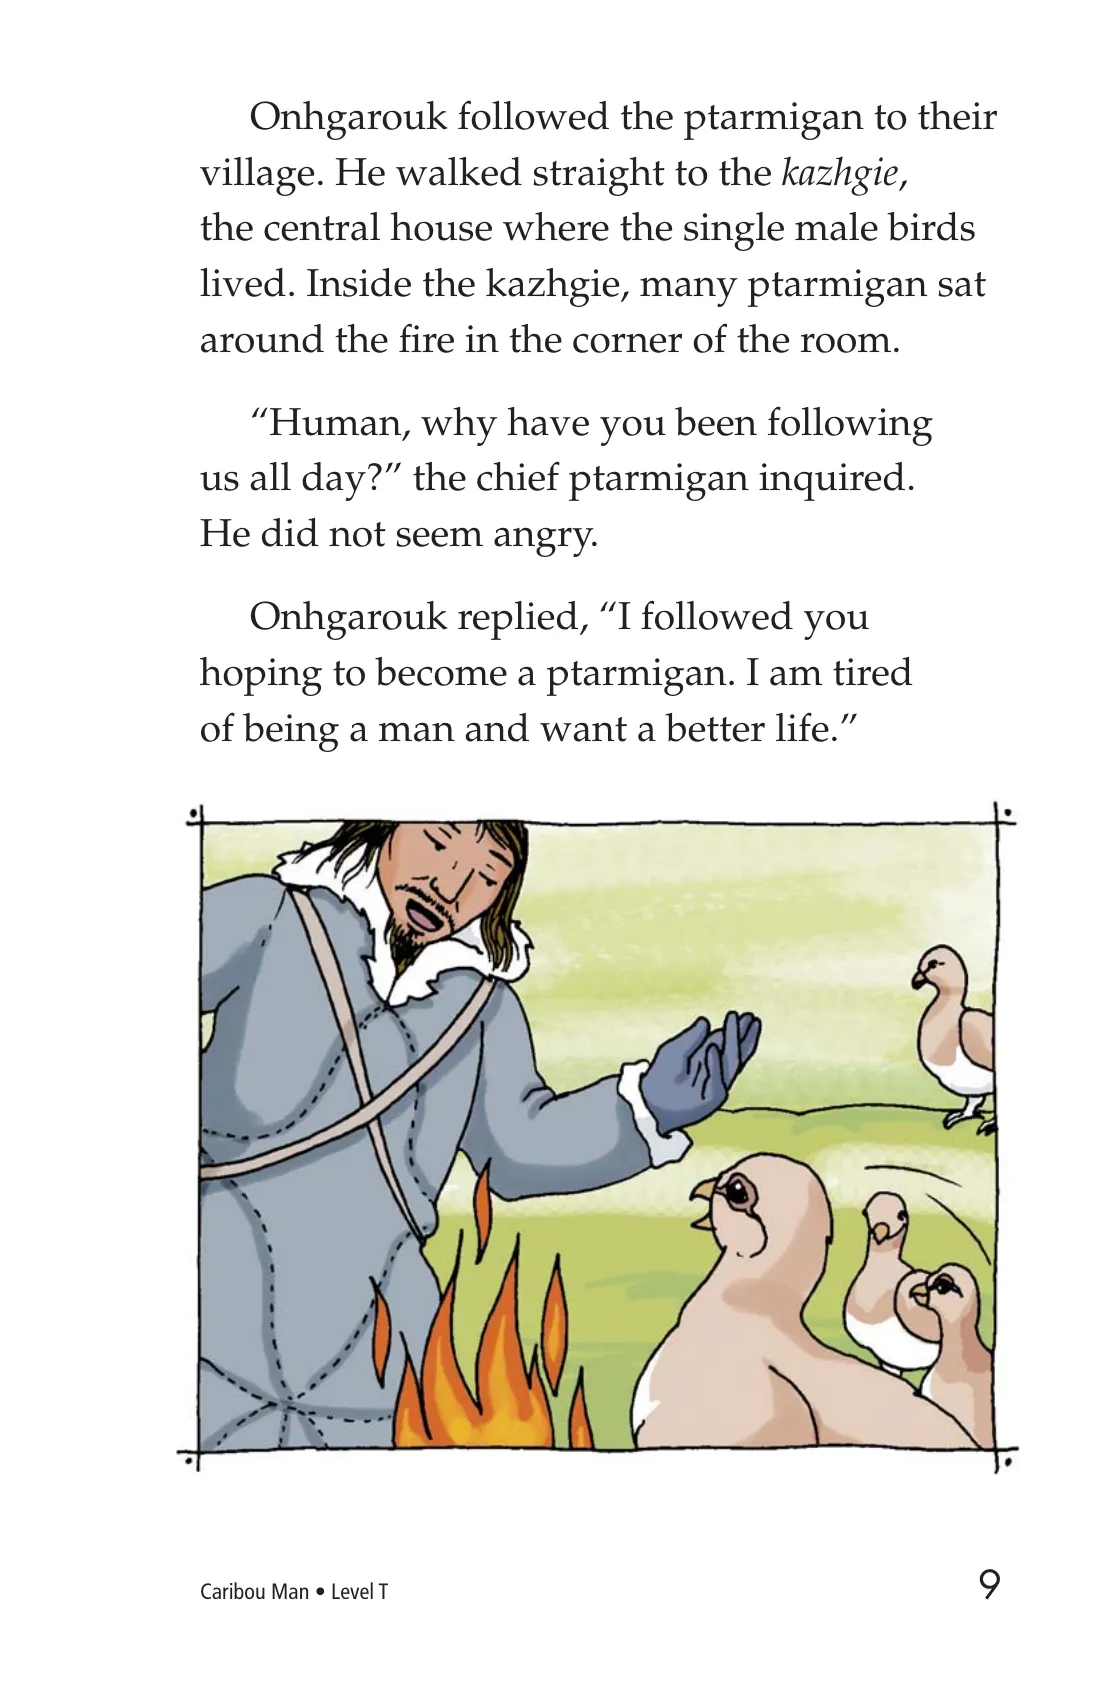 Onhgarouk followed the ptarmigan to their
village. He walked straight to the kazhgie,
the central house where the single male birds
lived. Inside the kazhgie, many ptarmigan sat
around the fire in the corner of the room.
“Human, why have you been following
us all day?” the chief ptarmigan inquired.
He did not seem angry.
Onhgarouk replied, “I followed you
hoping to become a ptarmigan. I am tired
of being a man and want a better life.”
Caribou Man • Level T
9